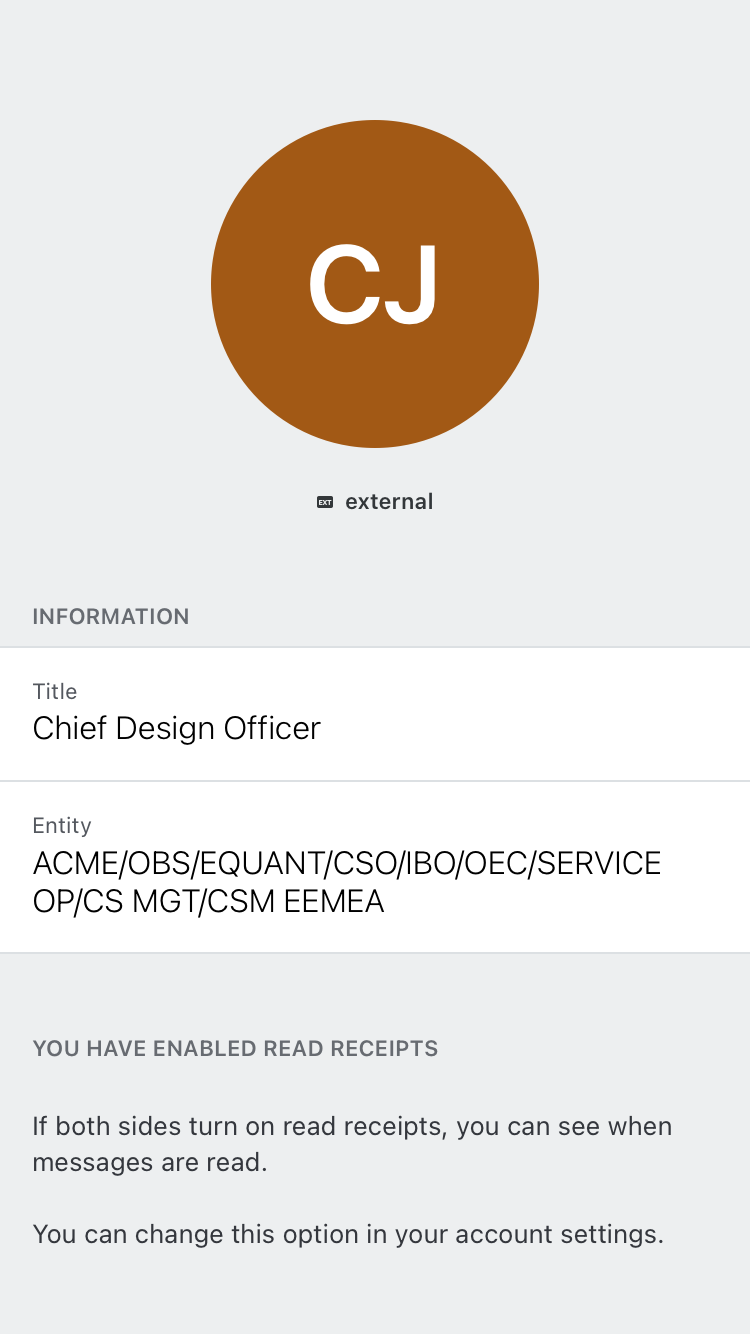 CJ
EXT external
INFORMATION
Title
Chief Design Officer
Entity
ACME/OBS/EQUANT/CSO/IBO/OEC/SERVICE
OP/CS MGT/CSM EEMEA
YOU HAVE ENABLED READ RECEIPTS
If both sides turn on read receipts, you can see when
messages are read.
You can change this option in your account settings.